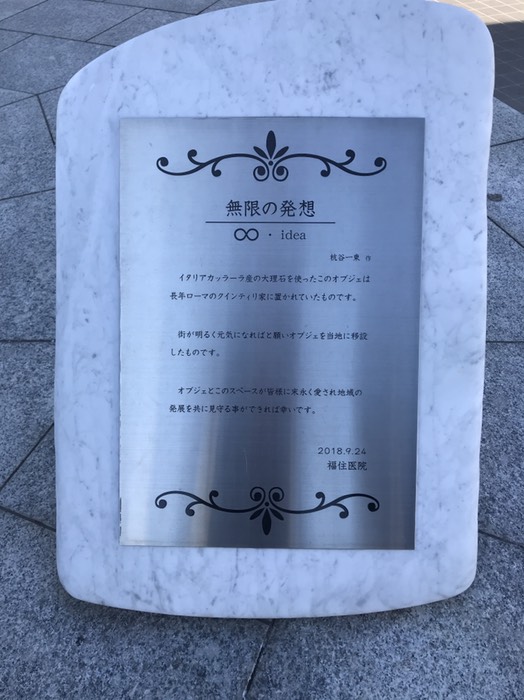 無限の発想
∞・idea
杭谷一東 作
イタリアカッラーラ産の大理石を使ったこのオブジェは
長年ローマのクインティリ家に置かれていたものです。
街が明るく元気になればと願いオブジェを当地に移設
したものです。
オブジェとこのスペースが皆様に末永く愛され地域の
発展を共に見守る事ができれば幸いです。
2018.9.24
福住医院